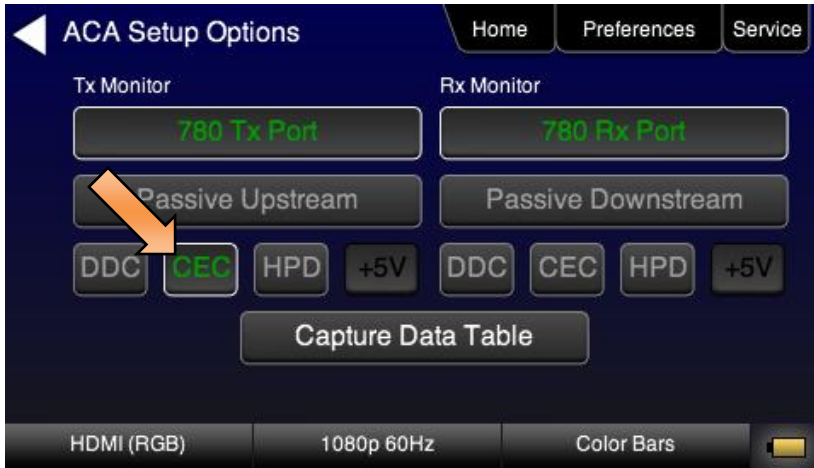 ACA Setup Options Home Preferences Service
Tx Monitor Rx Monitor
780 Tx Port 780 Rx Port
Passive Upstream Passive Downstream
DDC CEC HPD +5V DDC CEC HPD +5V
Capture Data Table
HDMI (RGB) 1080p 60Hz Color Bars